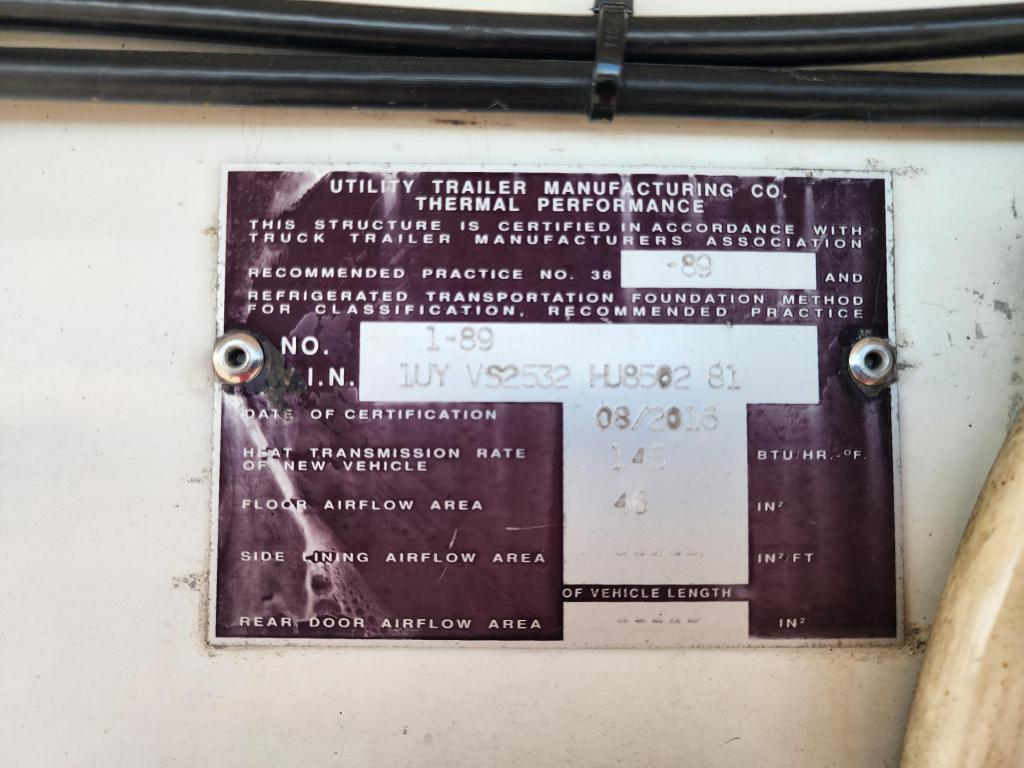 UTILITY TRAILER MANUFACTURING CO.
THERMAL PERFORMANCE
THIS STRUCTURE IS CERTIFIED IN ACCORDANCE WITH
TRUCK TRAILER MANUFACTURERS ASSOCIATION
RECOMMENDED PRACTICE NO. 38 -89 AND
REFRIGERATED TRANSPORTATION FOUNDATION METHOD
FOR CLASSIFICATION, RECOMMENDED PRACTICE
NO. 1-89
.I.N. 1UY VS2532 HU8502 81
DATE OF CERTIFICATION 08/2016
HEAT TRANSMISSION RATE
OF NEW VEHICLE 145 BTU/HR.-°F.
FLOOR AIRFLOW AREA 46 IN²
SIDE LINING AIRFLOW AREA ----- IN²/FT
OF VEHICLE LENGTH
REAR DOOR AIRFLOW AREA ----- IN²